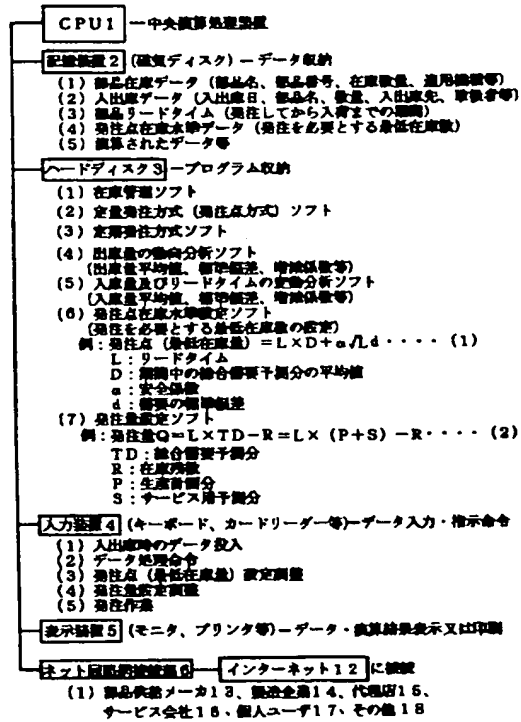 CPU1 ー中央演算処理装置
記憶装置2 (磁気ディスク) ーデータ収納
(1) 部品在庫データ (部品名、部品番号、在庫数量、適用機種等)
(2) 入出庫データ (入出庫日、部品名、数量、入出庫先、取扱者等)
(3) 部品リードタイム (発注してから入荷までの期間)
(4) 発注点在庫水準データ (発注を必要とする最低在庫数)
(5) 演算されたデータ等
ハードディスク3 ープログラム収納
(1) 在庫管理ソフト
(2) 定量発注方式 (発注点方式) ソフト
(3) 定期発注方式ソフト
(4) 出庫量の動向分析ソフト
(出庫量平均値、標準偏差、増減係数等)
(5) 入庫量及びリードタイムの変動分析ソフト
(入庫量平均値、標準偏差、増減係数等)
(6) 発注点在庫水準設定ソフト
(発注を必要とする最低在庫数の設定)
例:発注点 (最低在庫量) =L×D+α√Ld・・・・ (1)
L:リードタイム
D:期間中の総合需要予測分の平均値
α:安全係数
d:需要の標準偏差
(7) 発注量設定ソフト
例:発注量Q=L×TD−R=L× (P+S) −R・・・・ (2)
TD:総合需要予測分
R:在庫残数
P:生産計画分
S:サービス用予測分
入力装置4 (キーボード、カードリーダー等)ーデータ入力・指示命令
(1) 入出庫時のデータ投入
(2) データ処理命令
(3) 発注点 (最低在庫量) 設定調整
(4) 発注量設定調整
(5) 発注作業
表示装置5 (モニタ、プリンタ等) ーデータ・演算結果表示又は印刷
ネット回路網接続部6 ー インターネット12 に接続
(1) 部品供給メーカ13、製造企業14、代理店15、
サービス会社16、個人ユーザ17、その他18